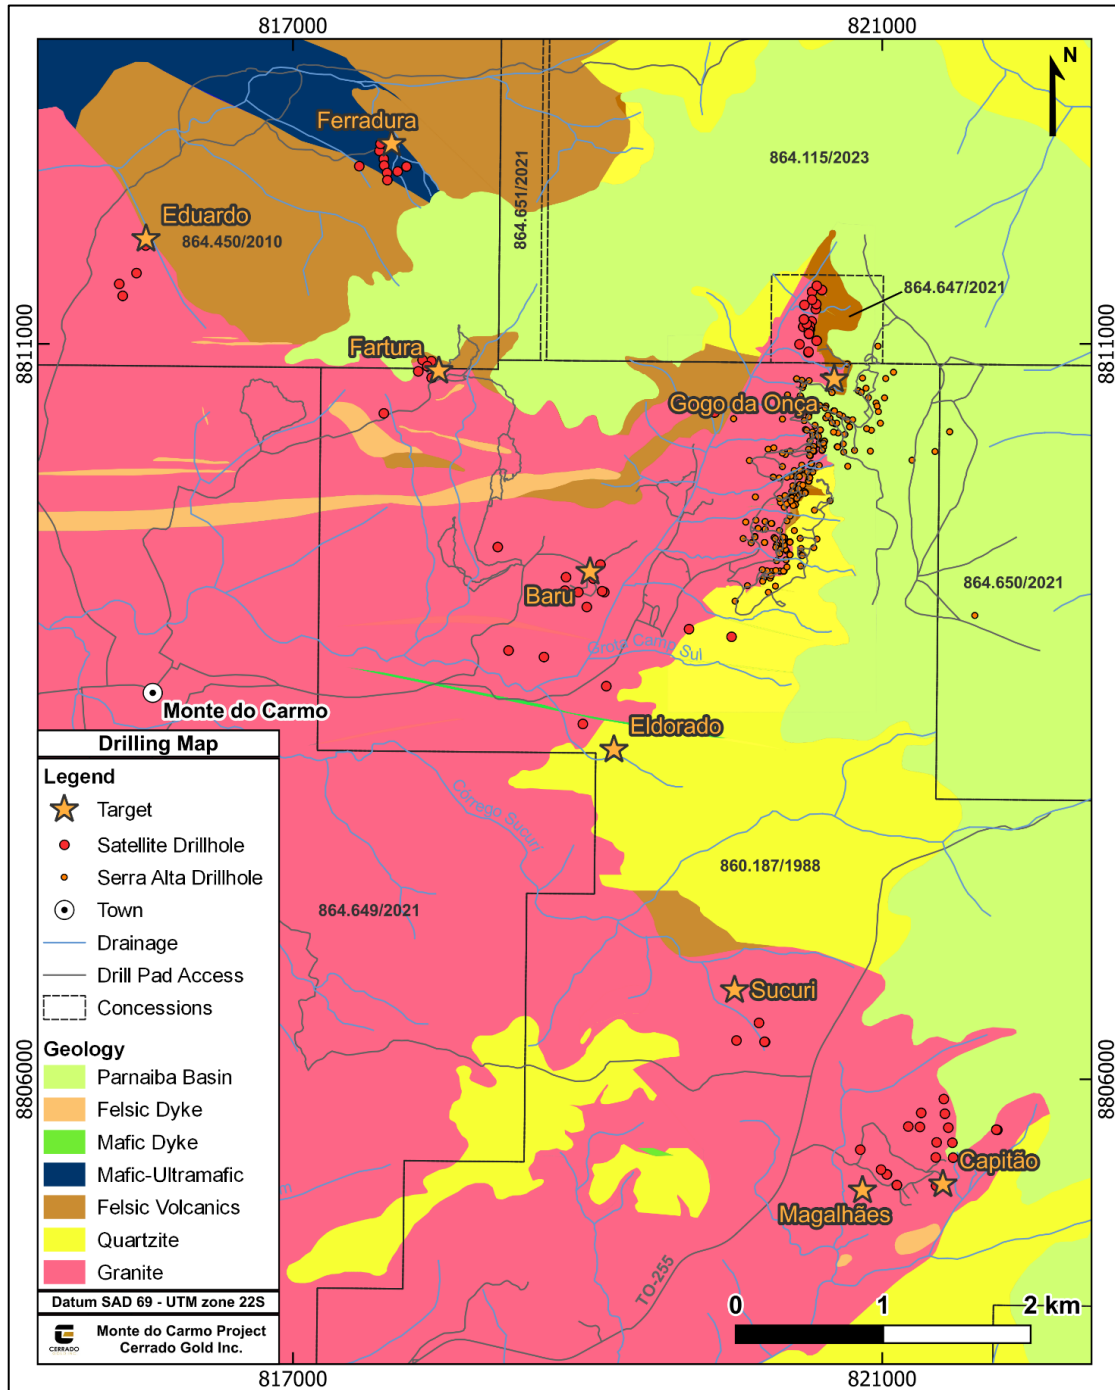 817000
821000
N
Ferradura
864.115/2023
864.651/2021
Eduardo
864.450/2010
864.647/2021
8811000
8811000
Fartura
Gogo da Onça
864.650/2021
Baru
Grota Camp Sul
Monte do Carmo
Eldorado
Córrego Sucuri
860.187/1988
864.649/2021
Sucuri
8806000
8806000
Capitão
Magalhães
TO-255
Drilling Map
Legend
Target
Satellite Drillhole
Serra Alta Drillhole
Town
Drainage
Drill Pad Access
Concessions
Geology
Parnaiba Basin
Felsic Dyke
Mafic Dyke
Mafic-Ultramafic
Felsic Volcanics
Quartzite
Granite
Datum SAD 69 - UTM zone 22S
CERRADO
Monte do Carmo Project
Cerrado Gold Inc.
0 1 2 km
817000
821000